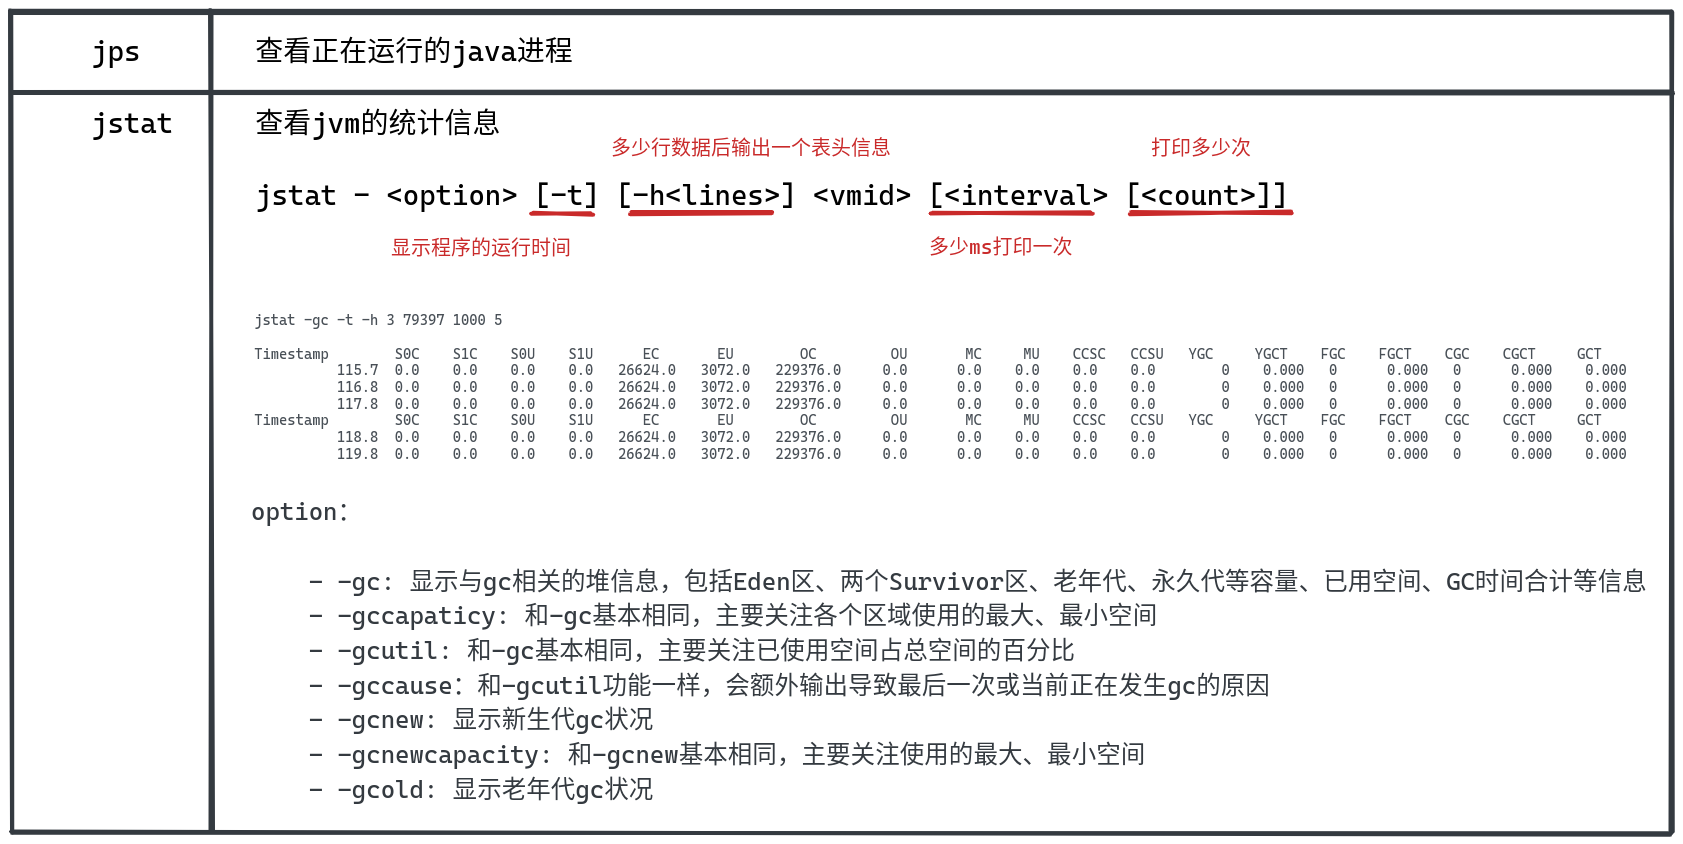 jps 查看正在运行的java进程
jstat 查看jvm的统计信息
多少行数据后输出一个表头信息 打印多少次
jstat - <option> [-t] [-h<lines>] <vmid> [<interval> [<count>]]
显示程序的运行时间 多少ms打印一次
jstat -gc -t -h 3 79397 1000 5
Timestamp S0C S1C S0U S1U EC EU OC OU MC MU CCSC CCSU YGC YGCT FGC FGCT CGC CGCT GCT
115.7 0.0 0.0 0.0 0.0 26624.0 3072.0 229376.0 0.0 0.0 0.0 0.0 0.0 0 0.000 0 0.000 0 0.000 0.000
116.8 0.0 0.0 0.0 0.0 26624.0 3072.0 229376.0 0.0 0.0 0.0 0.0 0.0 0 0.000 0 0.000 0 0.000 0.000
117.8 0.0 0.0 0.0 0.0 26624.0 3072.0 229376.0 0.0 0.0 0.0 0.0 0.0 0 0.000 0 0.000 0 0.000 0.000
Timestamp S0C S1C S0U S1U EC EU OC OU MC MU CCSC CCSU YGC YGCT FGC FGCT CGC CGCT GCT
118.8 0.0 0.0 0.0 0.0 26624.0 3072.0 229376.0 0.0 0.0 0.0 0.0 0.0 0 0.000 0 0.000 0 0.000 0.000
119.8 0.0 0.0 0.0 0.0 26624.0 3072.0 229376.0 0.0 0.0 0.0 0.0 0.0 0 0.000 0 0.000 0 0.000 0.000
option：
- -gc: 显示与gc相关的堆信息，包括Eden区、两个Survivor区、老年代、永久代等容量、已用空间、GC时间合计等信息
- -gccapaticy: 和-gc基本相同，主要关注各个区域使用的最大、最小空间
- -gcutil: 和-gc基本相同，主要关注已使用空间占总空间的百分比
- -gccause：和-gcutil功能一样，会额外输出导致最后一次或当前正在发生gc的原因
- -gcnew: 显示新生代gc状况
- -gcnewcapacity: 和-gcnew基本相同，主要关注使用的最大、最小空间
- -gcold: 显示老年代gc状况